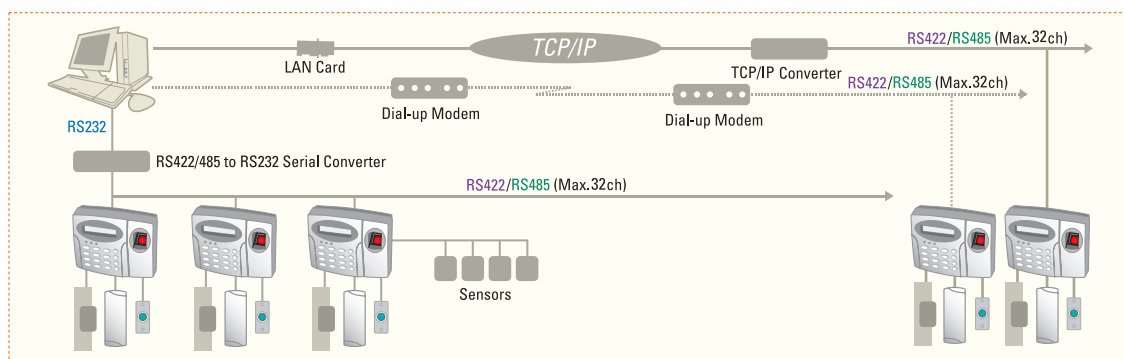 TCP/IP
RS422/RS485 (Max.32ch)
LAN Card
TCP/IP Converter
RS422/RS485 (Max.32ch)
Dial-up Modem
Dial-up Modem
RS232
RS422/485 to RS232 Serial Converter
RS422/RS485 (Max.32ch)
Sensors